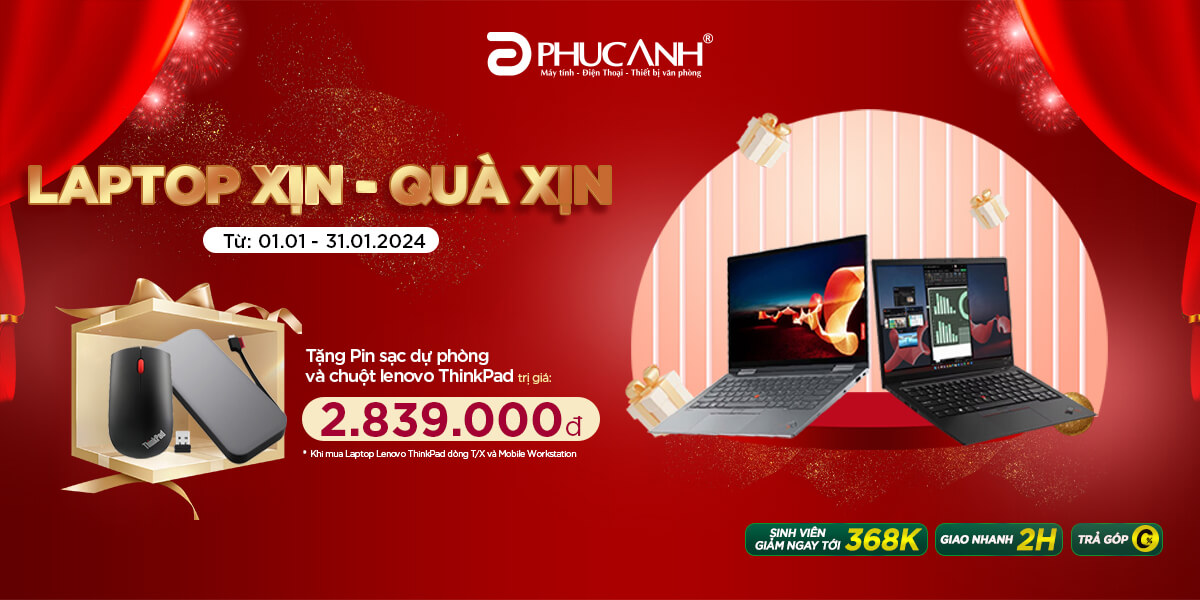 PHUCANH®
Máy tính - Điện Thoại - Thiết bị văn phòng
LAPTOP XỊN - QUÀ XỊN
Từ: 01.01 - 31.01.2024
Tặng Pin sạc dự phòng
và chuột lenovo ThinkPad trị giá:
2.839.000đ
* Khi mua Laptop Lenovo ThinkPad dòng T/X và Mobile Workstation
ThinkPad
SINH VIÊN
GIẢM NGAY TỚI 368K
GIAO NHANH 2H
TRẢ GÓP